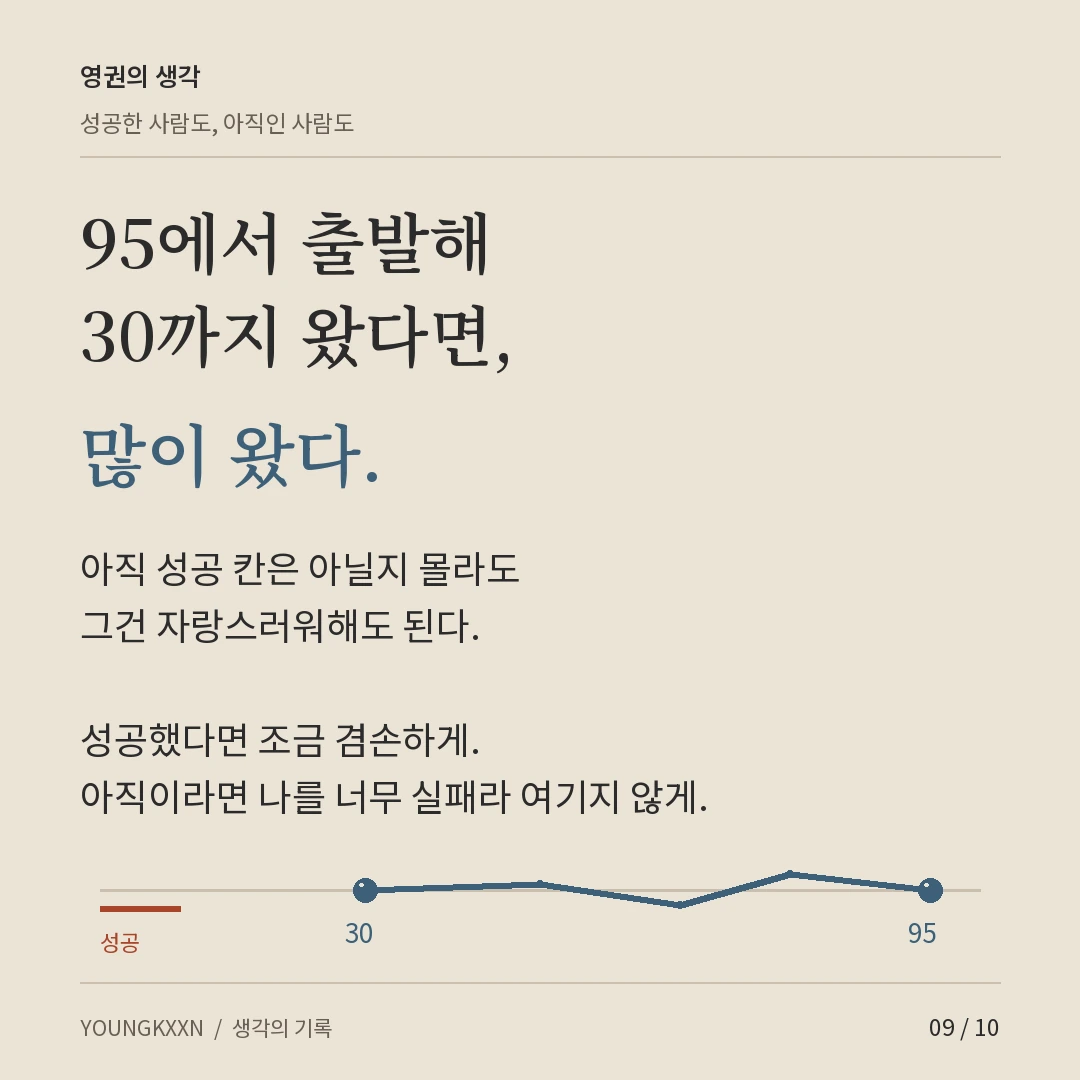 영권의 생각
성공한 사람도, 아직인 사람도
95에서 출발해
30까지 왔다면,
많이 왔다.
아직 성공 칸은 아닐지 몰라도
그건 자랑스러워해도 된다.
성공했다면 조금 겸손하게.
아직이라면 나를 너무 실패라 여기지 않게.
30
95
성공
YOUNGKXXN / 생각의 기록
09 / 10